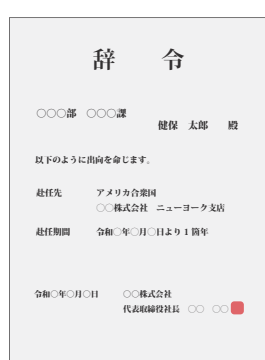 辞　令
○○○部　○○○課
健保　太郎　殿
以下のように出向を命じます。
赴任先　アメリカ合衆国
○○株式会社　ニューヨーク支店
赴任期間　令和○年○月○日より1箇年
令和○年○月○日　○○株式会社
代表取締役社長　○○　○○